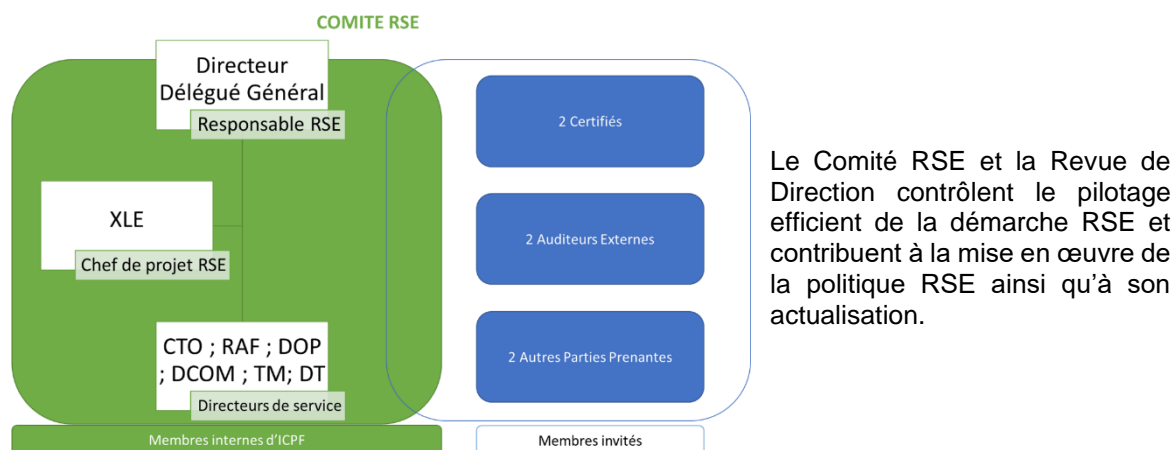 COMITE RSE
Directeur
Délégué Général
Responsable RSE
XLE
Chef de projet RSE
CTO ; RAF ; DOP
; DCOM ; TM; DT
Directeurs de service
Membres internes d'ICPF
2 Certifiés
2 Auditeurs Externes
2 Autres Parties Prenantes
Membres invités
Le Comité RSE et la Revue de
Direction contrôlent le pilotage
efficient de la démarche RSE et
contribuent à la mise en œuvre de
la politique RSE ainsi qu'à son
actualisation.